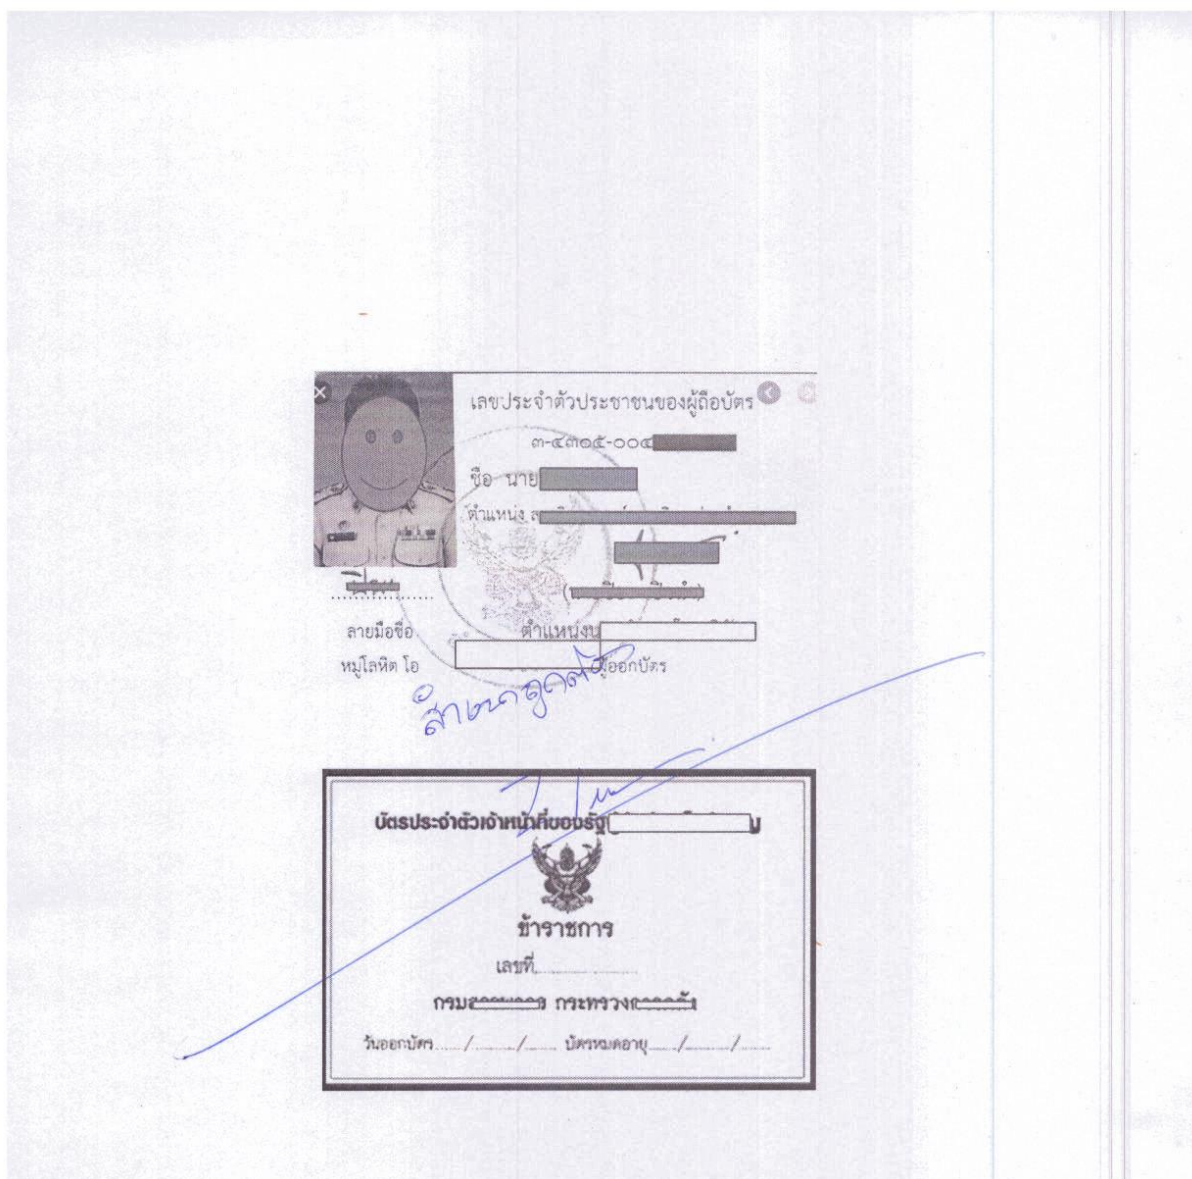 เลขประจำตัวประชาชนของผู้ถือบัตร
๓-๔๓๐๕-๐๐๔
ชื่อ นาย
ตำแหน่ง
ลายมือชื่อ
ตำแหน่ง
หมู่โลหิต โอ
ผู้ออกบัตร
สำเนาถูกต้อง
บัตรประจำตัวเจ้าหน้าที่ของรัฐ
ข้าราชการ
เลขที่
กรม กระทรวง
วันออกบัตร / / บัตรหมดอายุ / /